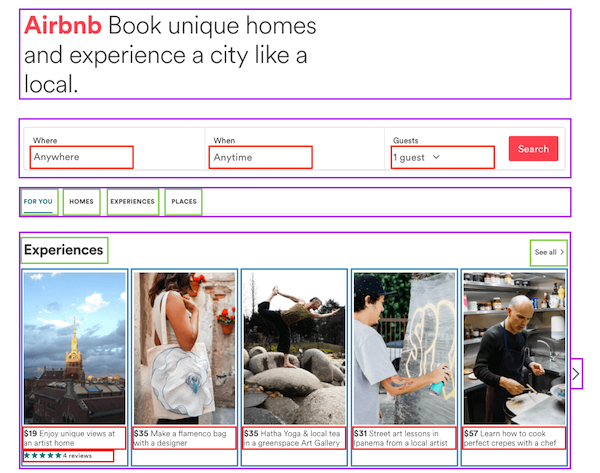 Airbnb Book unique homes
and experience a city like a
local.
Where
When
Guests
Anywhere
Anytime
1 guest
Search
FOR YOU
HOMES
EXPERIENCES
PLACES
Experiences
See all
$19 Enjoy unique views at
an artist home
4 reviews
$35 Make a flamenco bag
with a designer
$35 Hatha Yoga & local tea
in a greenspace Art Gallery
$31 Street art lessons in
Ipanema from a local artist
$57 Learn how to cook
perfect crepes with a chef